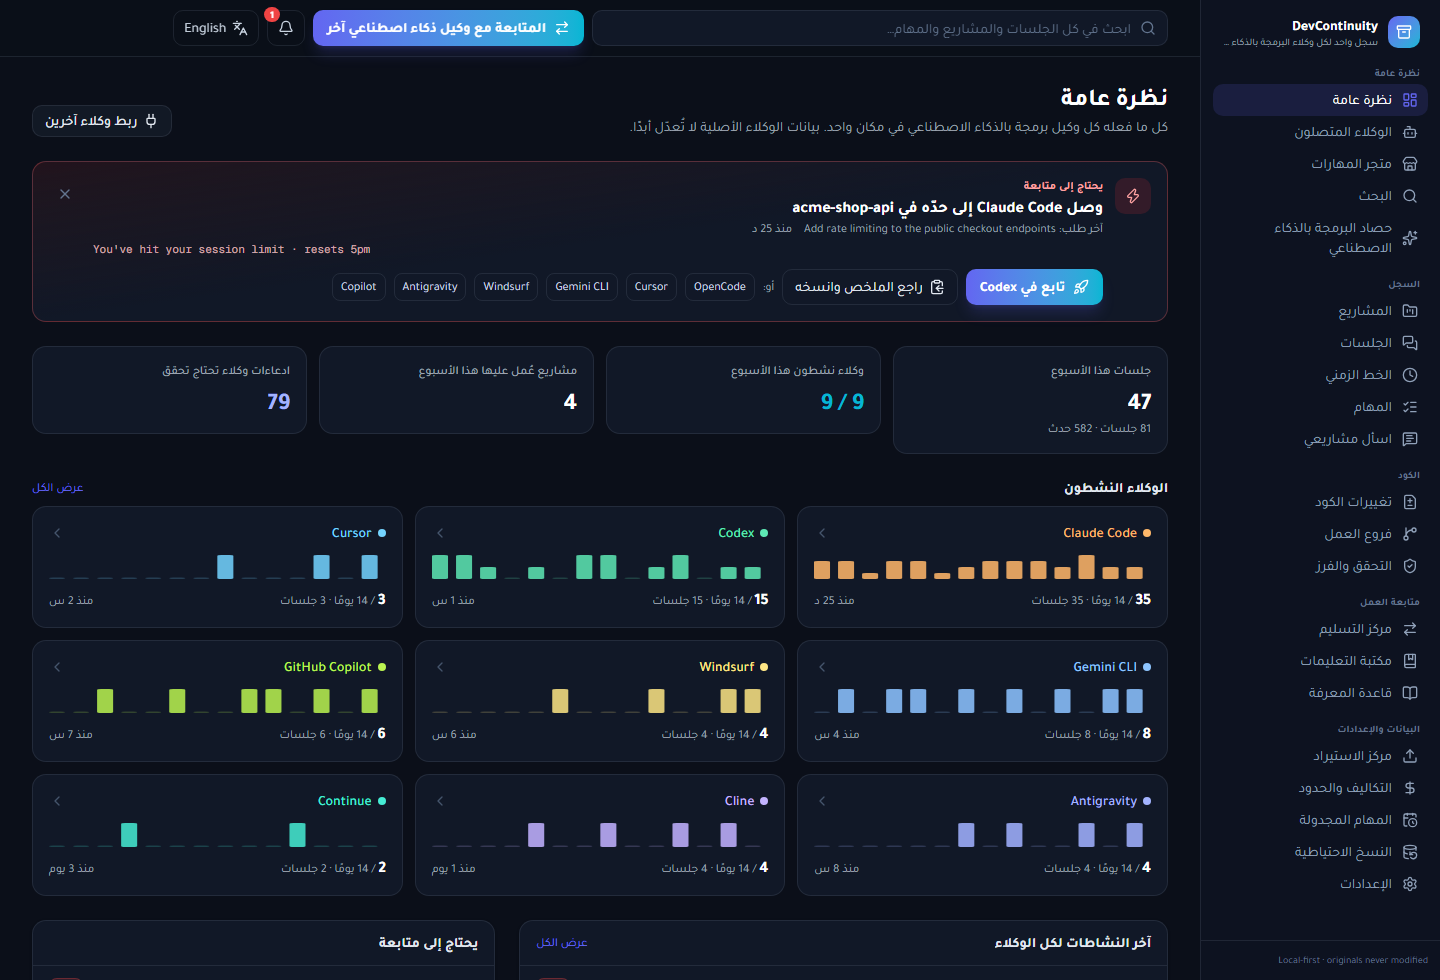 DevContinuity
سجل واحد لكل وكلاء البرمجة بالذكاء ...
نظرة عامة
نظرة عامة
الوكلاء المتصلون
متجر المهارات
البحث
حصاد البرمجة بالذكاء
الاصطناعي
السجل
المشاريع
الجلسات
الخط الزمني
المهام
اسأل مشاريعي
الكود
تغييرات الكود
فروع العمل
التحقق والفرز
متابعة العمل
مركز التسليم
مكتبة التعليمات
قاعدة المعرفة
البيانات والإعدادات
مركز الاستيراد
التكاليف والحدود
المهام المجدولة
النسخ الاحتياطية
الإعدادات
Local-first · originals never modified
ابحث في كل الجلسات والمشاريع والمهام...
المتابعة مع وكيل ذكاء اصطناعي آخر
1
English
نظرة عامة
كل ما فعله كل وكيل برمجة بالذكاء الاصطناعي في مكان واحد. بيانات الوكلاء الأصلية لا تُعدّل أبدًا.
ربط وكلاء آخرين
يحتاج إلى متابعة
وصل Claude Code إلى حدّه في acme-shop-api
آخر طلب: Add rate limiting to the public checkout endpoints منذ 25 د
You've hit your session limit · resets 5pm
تابع في Codex
راجع الملخص وانسخه
أو:
OpenCode
Cursor
Gemini CLI
Windsurf
Antigravity
Copilot
جلسات هذا الأسبوع
47
81 جلسات · 582 حدث
وكلاء نشطون هذا الأسبوع
9 / 9
مشاريع عُمل عليها هذا الأسبوع
4
ادعاءات وكلاء تحتاج تحقق
79
الوكلاء النشطون
عرض الكل
Claude Code
35 / 14 يومًا · 35 جلسات
منذ 25 د
Codex
15 / 14 يومًا · 15 جلسات
منذ 1 س
Cursor
3 / 14 يومًا · 3 جلسات
منذ 2 س
Gemini CLI
8 / 14 يومًا · 8 جلسات
منذ 4 س
Windsurf
4 / 14 يومًا · 4 جلسات
منذ 6 س
GitHub Copilot
6 / 14 يومًا · 6 جلسات
منذ 7 س
Antigravity
4 / 14 يومًا · 4 جلسات
منذ 8 س
Cline
4 / 14 يومًا · 4 جلسات
منذ 1 يوم
Continue
2 / 14 يومًا · 2 جلسات
منذ 3 يوم
آخر النشاطات لكل الوكلاء
عرض الكل
يحتاج إلى متابعة